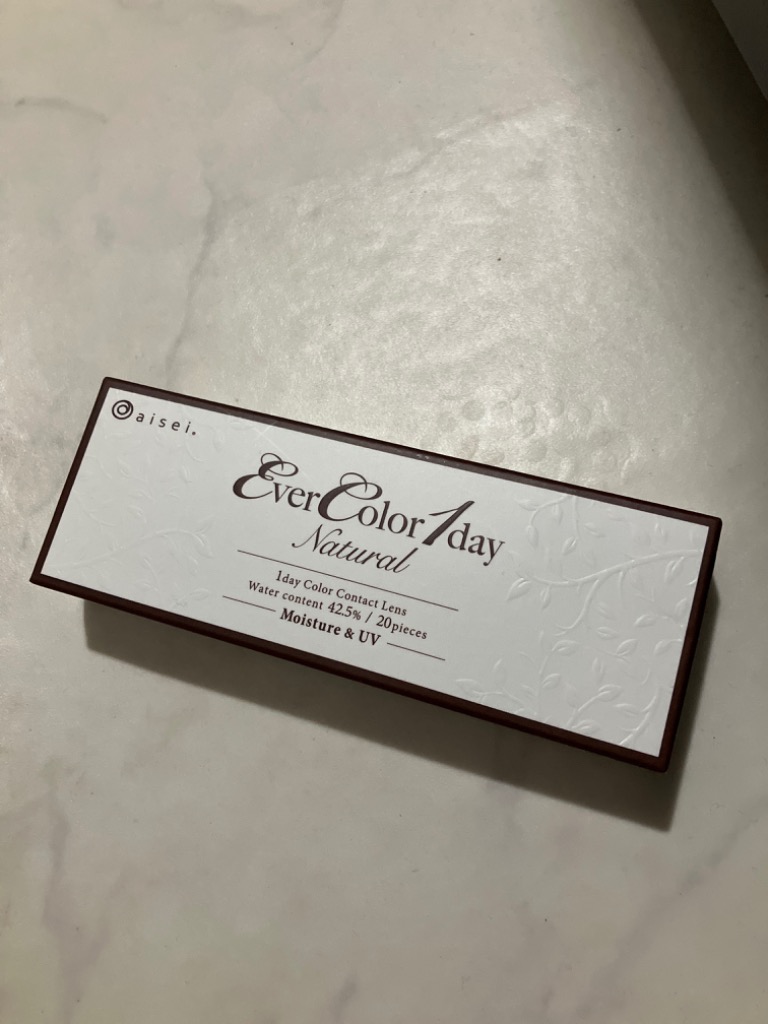 aisei.
EverColor1day
Natural
1day Color Contact Lens
Water content 42.5% / 20pieces
Moisture & UV